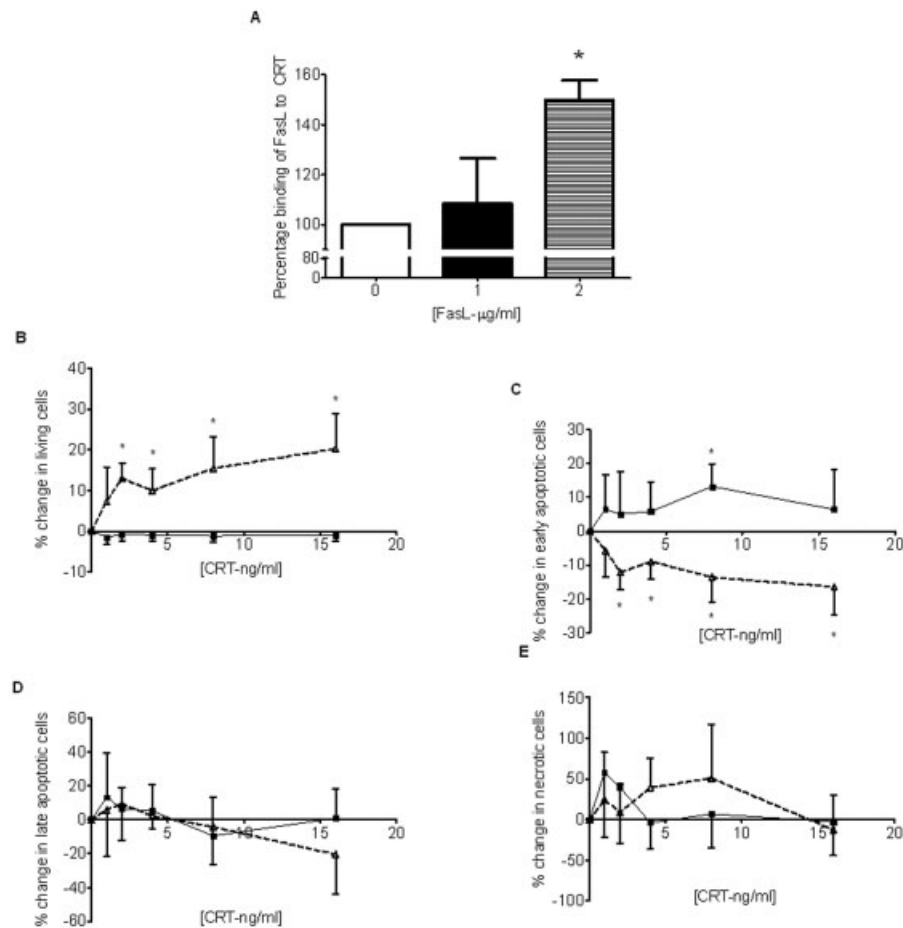 A
*
160
140
120
100
80
0
Percentage binding of FasL to CRT
0 1 2
[FasL-μg/ml]
B
40
30
20
10
0
-10
% change in living cells
* * * *
5 10 15 20
[CRT-ng/ml]
C
30
20
10
0
-10
-20
-30
% change in early apoptotic cells
*
5 10 15 20
* * * *
[CRT-ng/ml]
D
60
40
20
0
-20
-40
-60
% change in late apoptotic cells
5 10 15 20
[CRT-ng/ml]
E
150
100
50
0
-50
-100
% change in necrotic cells
5 10 15 20
[CRT-ng/ml]